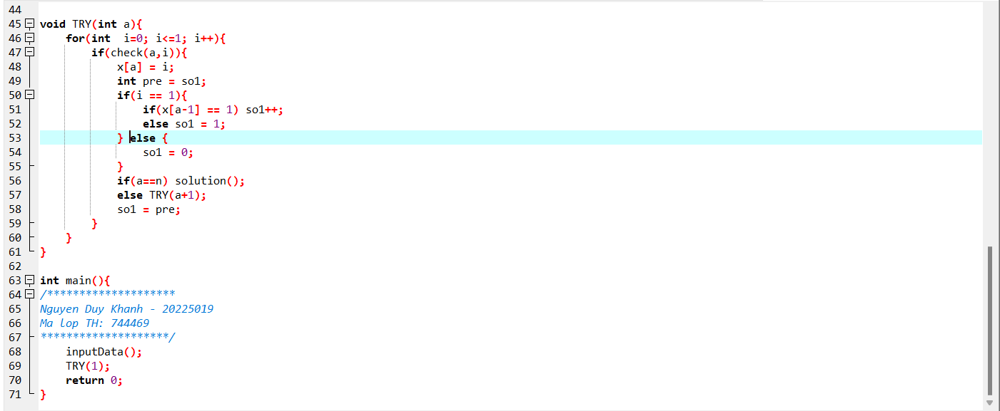 44
45 void TRY(int a){
46     for(int  i=0; i<=1; i++){
47         if(check(a,i)){
48             x[a] = i;
49             int pre = so1;
50             if(i == 1){
51                 if(x[a-1] == 1) so1++;
52                 else so1 = 1;
53             } else {
54                 so1 = 0;
55             }
56             if(a==n) solution();
57             else TRY(a+1);
58             so1 = pre;
59         }
60     }
61 }
62
63 int main(){
64 /********************
65 Nguyen Duy Khanh - 20225019
66 Ma lop TH: 744469
67 ********************/
68     inputData();
69     TRY(1);
70     return 0;
71 }